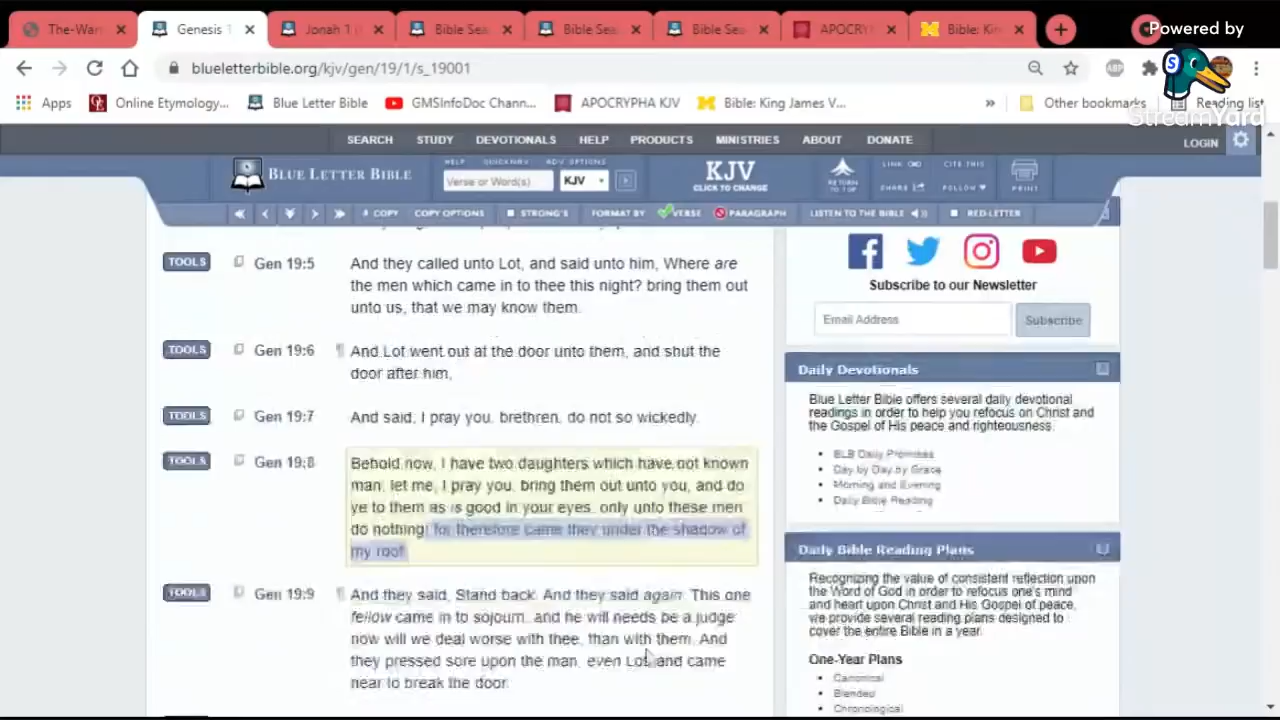 The-War
Genesis 1
Jonah 1 (
Bible Sea
Bible Sea
Bible Sea
APOCRY
Bible: Kin
Powered by
StreamYard
blueletterbible.org/kjv/gen/19/1/s_19001
Apps
Online Etymology...
Blue Letter Bible
GMSInfoDoc Chann...
APOCRYPHA KJV
Bible: King James V...
»
Other bookmarks
Reading list
SEARCH STUDY DEVOTIONALS HELP PRODUCTS MINISTRIES ABOUT DONATE
LOGIN
BLUE LETTER BIBLE
HELP QUICKNAV ADV OPTIONS
Verse or Word(s)
KJV
KJV
CLICK TO CHANGE
RETURN
TO TOP
LINK
CITE THIS
SHARE
FOLLOW
PRINT
COPY
COPY OPTIONS
STRONG'S
FORMAT BY
VERSE
PARAGRAPH
LISTEN TO THE BIBLE
RED LETTER
TOOLS
Gen 19:5
And they called unto Lot, and said unto him, Where are
the men which came in to thee this night? bring them out
unto us, that we may know them.
TOOLS
Gen 19:6
¶ And Lot went out at the door unto them, and shut the
door after him,
TOOLS
Gen 19:7
And said, I pray you, brethren, do not so wickedly.
TOOLS
Gen 19:8
Behold now, I have two daughters which have not known
man; let me, I pray you, bring them out unto you, and do
ye to them as is good in your eyes: only unto these men
do nothing; for therefore came they under the shadow of
my roof.
TOOLS
Gen 19:9
¶ And they said, Stand back. And they said again, This one
fellow came in to sojourn, and he will needs be a judge:
now will we deal worse with thee, than with them. And
they pressed sore upon the man, even Lot, and came
near to break the door.
Subscribe to our Newsletter
Email Address
Subscribe
Daily Devotionals
Blue Letter Bible offers several daily devotional
readings in order to help you refocus on Christ and
the Gospel of His peace and righteousness.
BLB Daily Promises
Day by Day by Grace
Morning and Evening
Daily Bible Reading
Daily Bible Reading Plans
Recognizing the value of consistent reflection upon
the Word of God in order to refocus one's mind
and heart upon Christ and His Gospel of peace,
we provide several reading plans designed to
cover the entire Bible in a year.
One-Year Plans
Canonical
Blended
Chronological